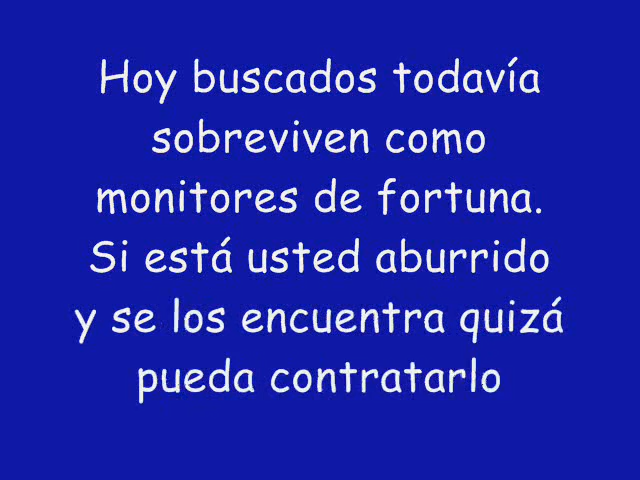 Hoy buscados todavía
sobreviven como
monitores de fortuna.
Si está usted aburrido
y se los encuentra quizá
pueda contratarlo